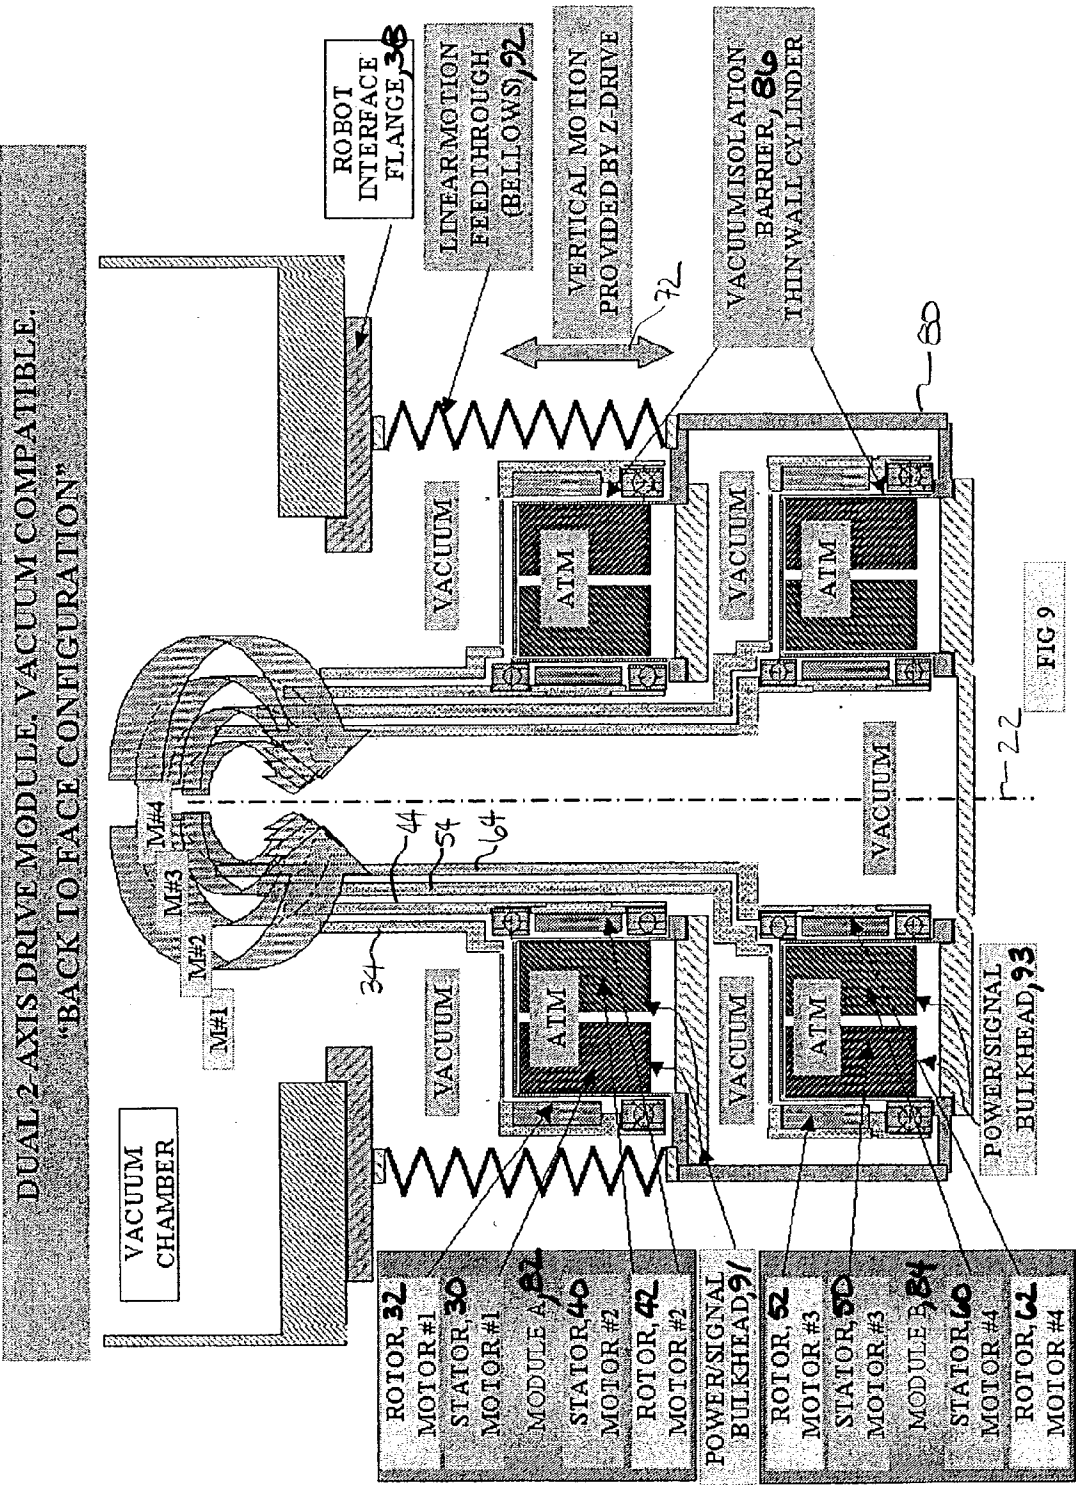 DUAL 2-AXIS DRIVE MODULE. VACUUM COMPATIBLE.
"BACK TO FACE CONFIGURATION"
VACUUM
CHAMBER
M#1
M#2
M#3
M#4
ROBOT
INTERFACE
FLANGE,38
LINEAR MOTION
FEEDTHROUGH
(BELLOWS),92
VERTICAL MOTION
PROVIDED BY Z-DRIVE
72
VACUUM ISOLATION
BARRIER, 86
THIN WALL CYLINDER
80
34
44
54
64
VACUUM
VACUUM
ATM
ATM
VACUUM
VACUUM
ATM
ATM
VACUUM
ROTOR,32
MOTOR #1
STATOR,30
MOTOR #1
MODULE A,82
STATOR,40
MOTOR #2
ROTOR,42
MOTOR #2
POWER/SIGNAL
BULKHEAD,91
ROTOR,52
MOTOR #3
STATOR,50
MOTOR #3
MODULE B,84
STATOR,60
MOTOR #4
ROTOR,62
MOTOR #4
POWER/SIGNAL
BULKHEAD,93
22
FIG 9